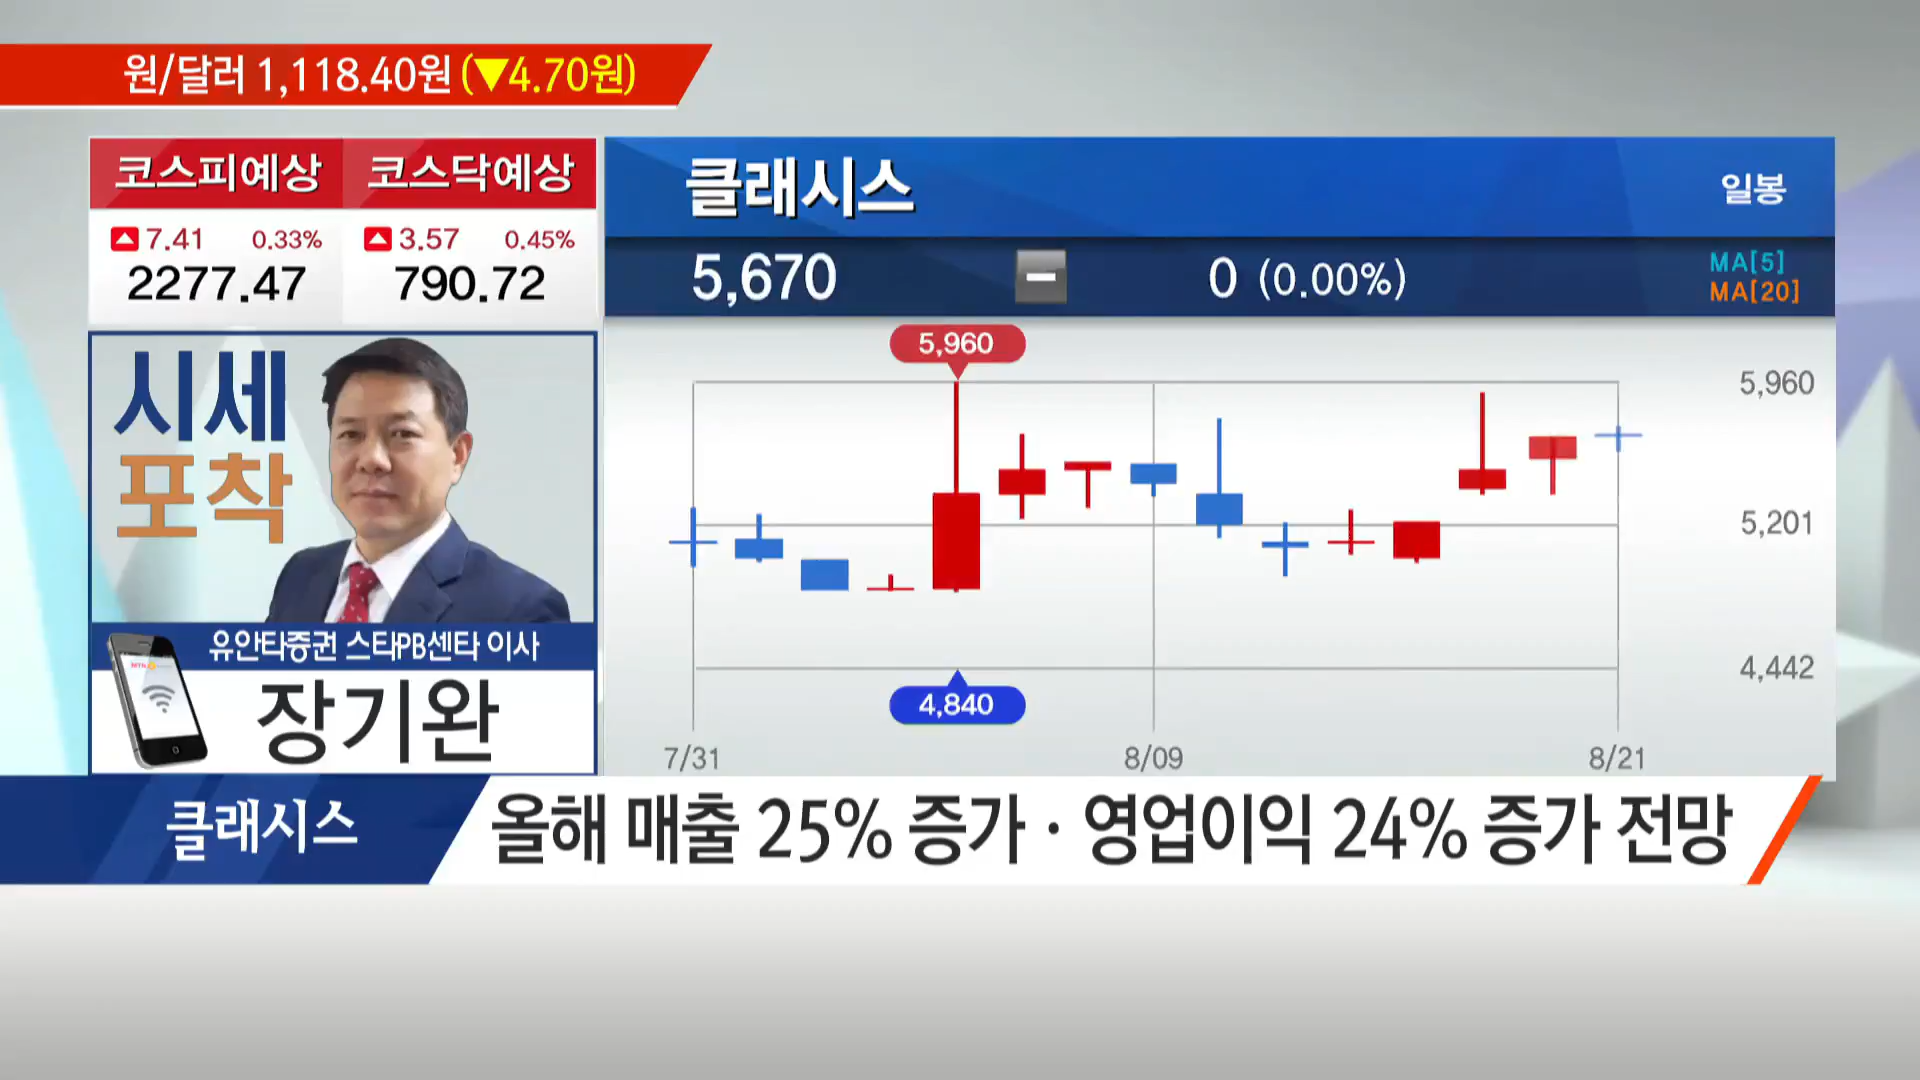 원/달러 1,118.40원 (▼4.70원)
코스피예상 코스닥예상
7.41 0.33% 3.57 0.45%
2277.47 790.72
시세
포착
유안타증권 스타PB센타 이사
장기완
클래시스 일봉
5,670 0 (0.00%)
MA[5]
MA[20]
5,960
5,960
5,201
4,442
4,840
7/31 8/09 8/21
클래시스
올해 매출 25% 증가 · 영업이익 24% 증가 전망